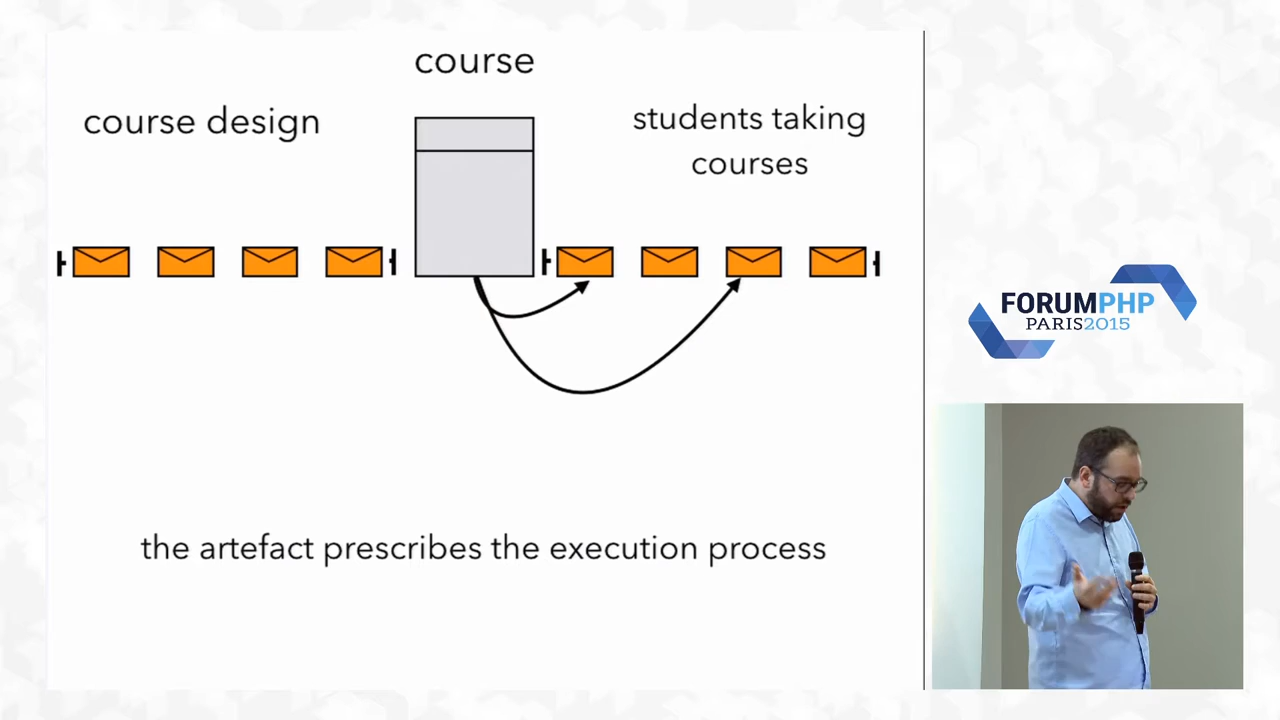 course
course design
students taking
courses
the artefact prescribes the execution process
FORUMPHP
PARIS2015